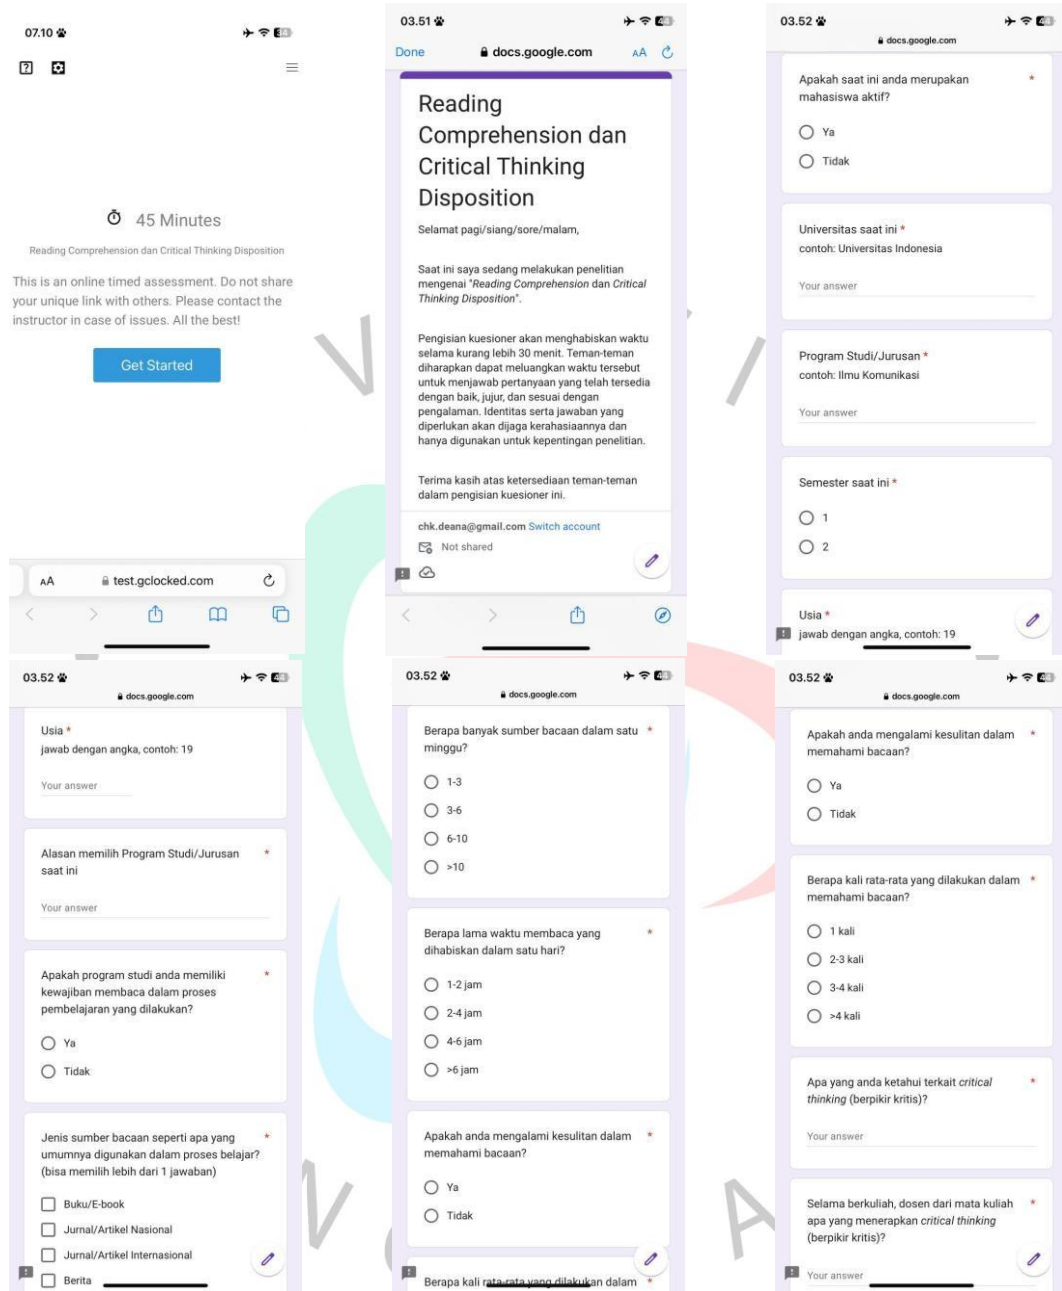 07.10
34
45 Minutes
Reading Comprehension dan Critical Thinking Disposition
This is an online timed assessment. Do not share
your unique link with others. Please contact the
instructor in case of issues. All the best!
Get Started
AA
test.gclocked.com
03.51
44
Done
docs.google.com
AA
Reading
Comprehension dan
Critical Thinking
Disposition
Selamat pagi/siang/sore/malam,
Saat ini saya sedang melakukan penelitian
mengenai "Reading Comprehension dan Critical
Thinking Disposition".
Pengisian kuesioner akan menghabiskan waktu
selama kurang lebih 30 menit. Teman-teman
diharapkan dapat meluangkan waktu tersebut
untuk menjawab pertanyaan yang telah tersedia
dengan baik, jujur, dan sesuai dengan
pengalaman. Identitas serta jawaban yang
diperlukan akan dijaga kerahasiaannya dan
hanya digunakan untuk kepentingan penelitian.
Terima kasih atas ketersediaan teman-teman
dalam pengisian kuesioner ini.
chk.deana@gmail.com Switch account
Not shared
03.52
44
docs.google.com
Apakah saat ini anda merupakan *
mahasiswa aktif?
Ya
Tidak
Universitas saat ini *
contoh: Universitas Indonesia
Your answer
Program Studi/Jurusan *
contoh: Ilmu Komunikasi
Your answer
Semester saat ini *
1
2
Usia *
jawab dengan angka, contoh: 19
03.52
44
docs.google.com
Usia *
jawab dengan angka, contoh: 19
Your answer
Alasan memilih Program Studi/Jurusan *
saat ini
Your answer
Apakah program studi anda memiliki *
kewajiban membaca dalam proses
pembelajaran yang dilakukan?
Ya
Tidak
Jenis sumber bacaan seperti apa yang *
umumnya digunakan dalam proses belajar?
(bisa memilih lebih dari 1 jawaban)
Buku/E-book
Jurnal/Artikel Nasional
Jurnal/Artikel Internasional
Berita
03.52
44
docs.google.com
Berapa banyak sumber bacaan dalam satu *
minggu?
1-3
3-6
6-10
>10
Berapa lama waktu membaca yang *
dihabiskan dalam satu hari?
1-2 jam
2-4 jam
4-6 jam
>6 jam
Apakah anda mengalami kesulitan dalam *
memahami bacaan?
Ya
Tidak
Berapa kali rata-rata yang dilakukan dalam *
03.52
44
docs.google.com
Apakah anda mengalami kesulitan dalam *
memahami bacaan?
Ya
Tidak
Berapa kali rata-rata yang dilakukan dalam *
memahami bacaan?
1 kali
2-3 kali
3-4 kali
>4 kali
Apa yang anda ketahui terkait critical *
thinking (berpikir kritis)?
Your answer
Selama berkuliah, dosen dari mata kuliah *
apa yang menerapkan critical thinking
(berpikir kritis)?
Your answer